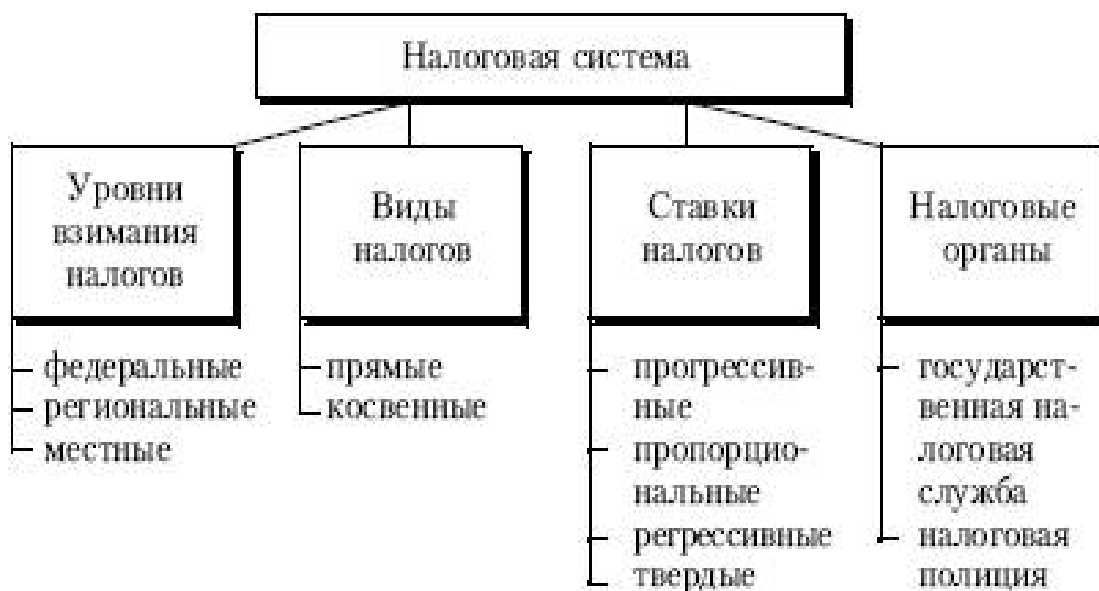 Налоговая система
Уровни
взимания
налогов
федеральные
региональные
местные
Виды
налогов
прямые
косвенные
Ставки
налогов
прогрессив-
ные
пропорцио-
нальные
регрессивные
твердые
Налоговые
органы
государст-
венная на-
логовая
служба
налоговая
полиция